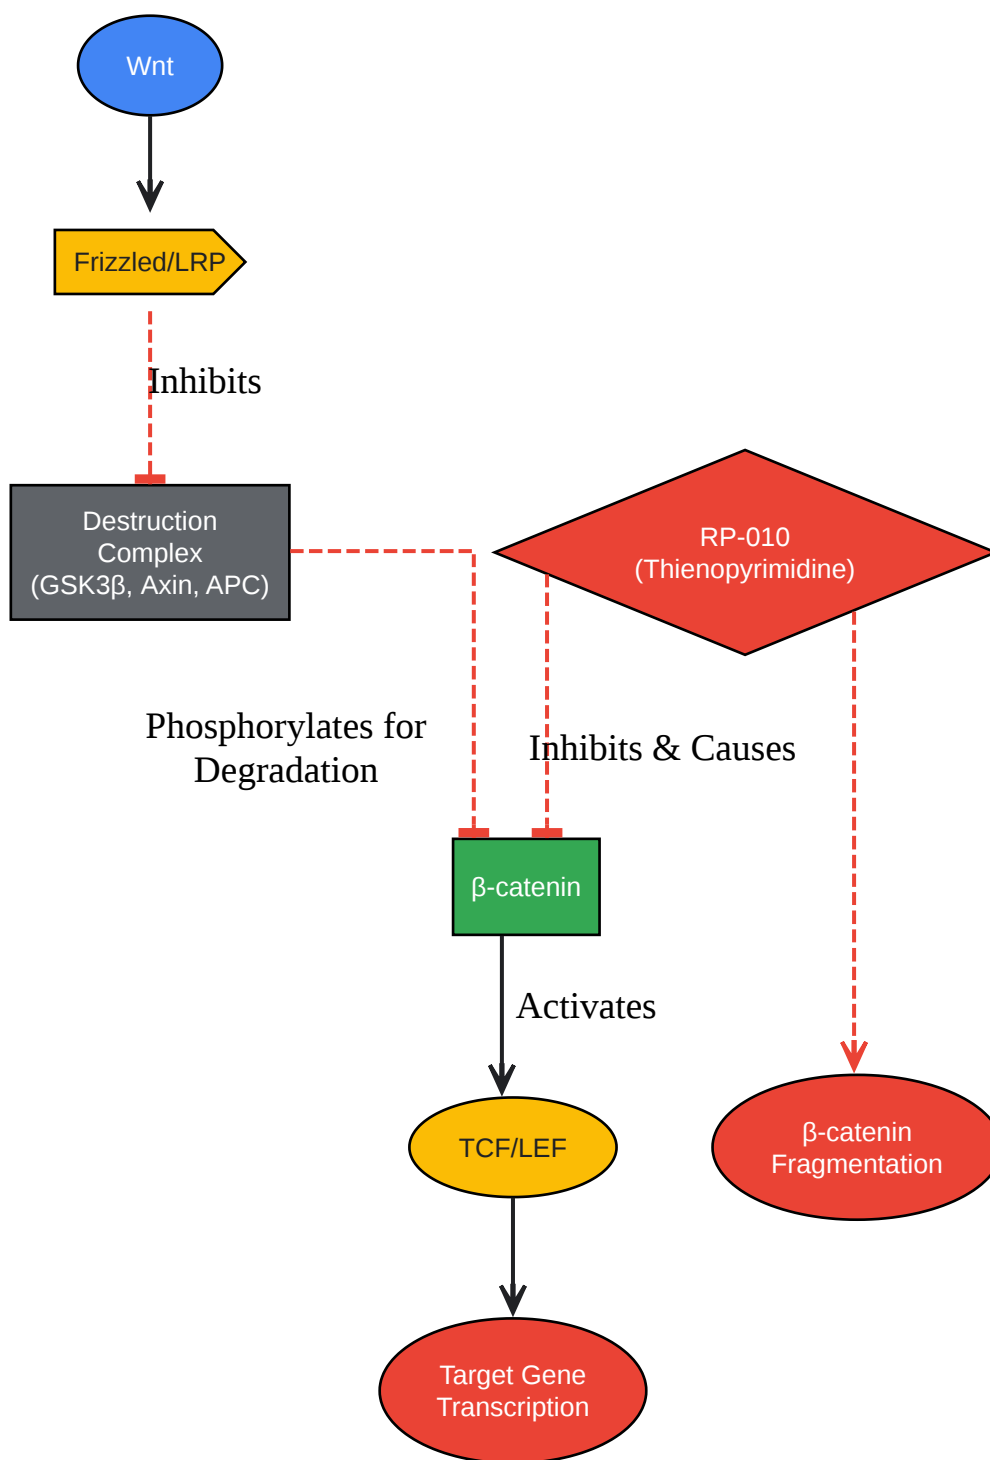 Wnt
Frizzled/LRP
Inhibits
Destruction
Complex
(GSK3β, Axin, APC)
RP-010
(Thienopyrimidine)
Phosphorylates for
Degradation
Inhibits & Causes
β-catenin
Activates
TCF/LEF
β-catenin
Fragmentation
Target Gene
Transcription